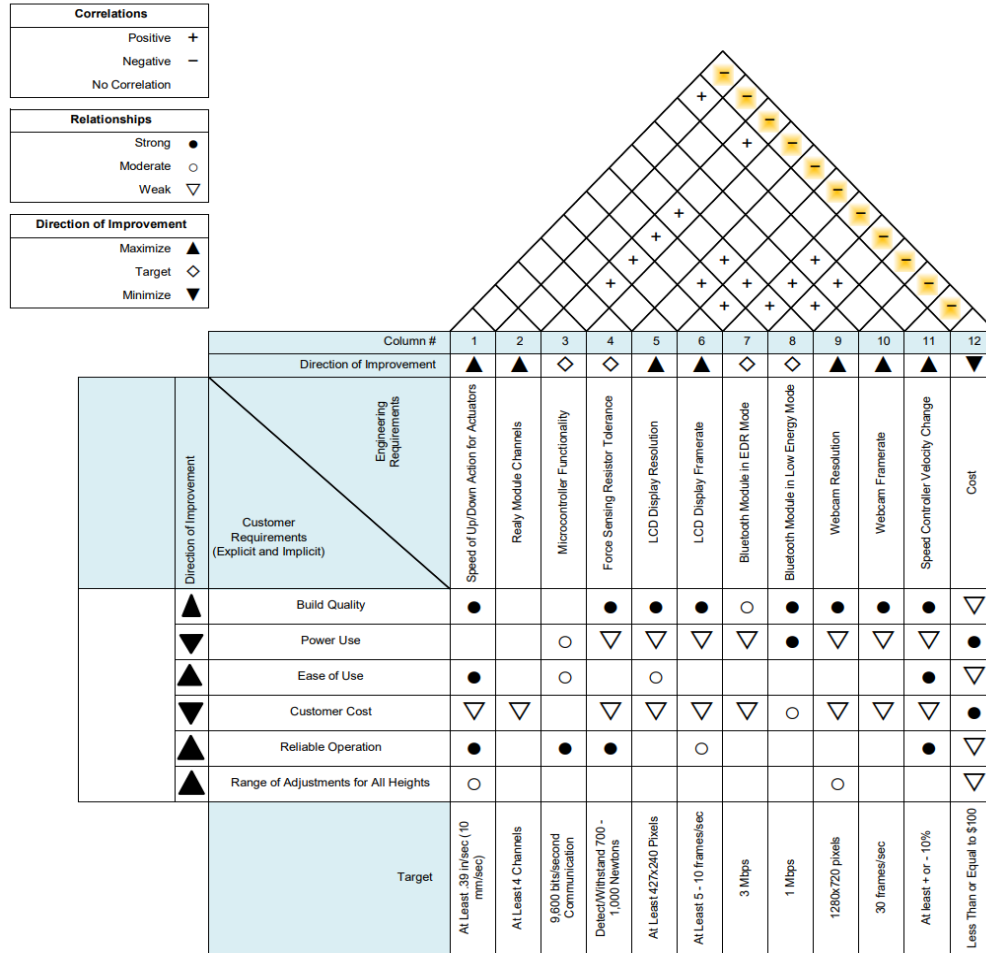 Correlations
Positive +
Negative −
No Correlation
Relationships
Strong ●
Moderate ○
Weak ▽
Direction of Improvement
Maximize ▲
Target ◇
Minimize ▼
−
+ −
−
+ −
−
−
+ −
+ −
+ + + −
+ + + + + −
+ + + −
Column # 1 2 3 4 5 6 7 8 9 10 11 12
Direction of Improvement ▲ ▲ ◇ ◇ ▲ ▲ ◇ ◇ ▲ ▲ ▲ ▼
Direction of Improvement
Engineering
Requirements
Customer
Requirements
(Explicit and Implicit)
Speed of Up/Down Action for Actuators
Realy Module Channels
Microcontroller Functionality
Force Sensing Resistor Tolerance
LCD Display Resolution
LCD Display Framerate
Bluetooth Module in EDR Mode
Bluetooth Module in Low Energy Mode
Webcam Resolution
Webcam Framerate
Speed Controller Velocity Change
Cost
▲ Build Quality ● ● ● ● ○ ● ● ● ● ▽
▼ Power Use ○ ▽ ▽ ▽ ▽ ● ▽ ▽ ▽ ●
▲ Ease of Use ● ○ ○ ● ▽
▼ Customer Cost ▽ ▽ ▽ ▽ ▽ ▽ ○ ▽ ▽ ▽ ●
▲ Reliable Operation ● ● ● ○ ● ▽
▲ Range of Adjustments for All Heights ○ ○ ▽
Target
At Least .39 in/sec (10
mm/sec)
At Least 4 Channels
9,600 bits/second
Communication
Detect/Withstand 700 -
1,000 Newtons
At Least 427x240 Pixels
At Least 5 - 10 frames/sec
3 Mbps
1 Mbps
1280x720 pixels
30 frames/sec
At least + or - 10%
Less Than or Equal to $100